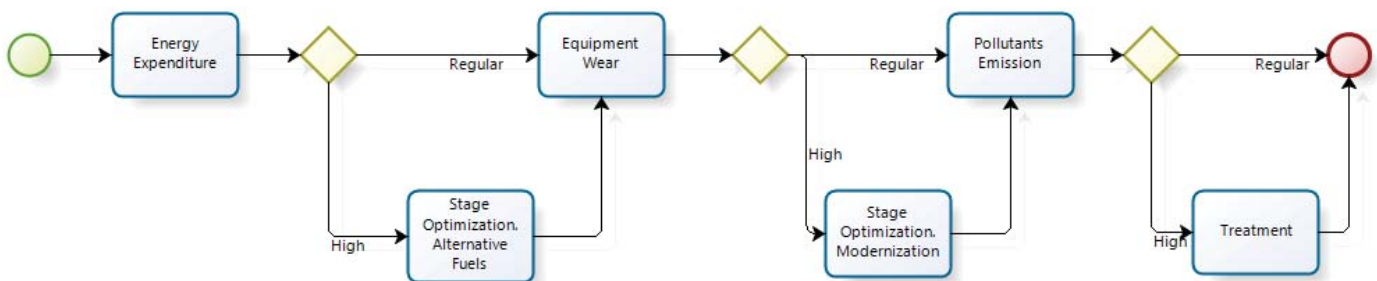 Energy
Expenditure
Regular
Equipment
Wear
Regular
Pollutants
Emission
Regular
High
Stage
Optimization.
Alternative
Fuels
High
Stage
Optimization.
Modernization
High
Treatment